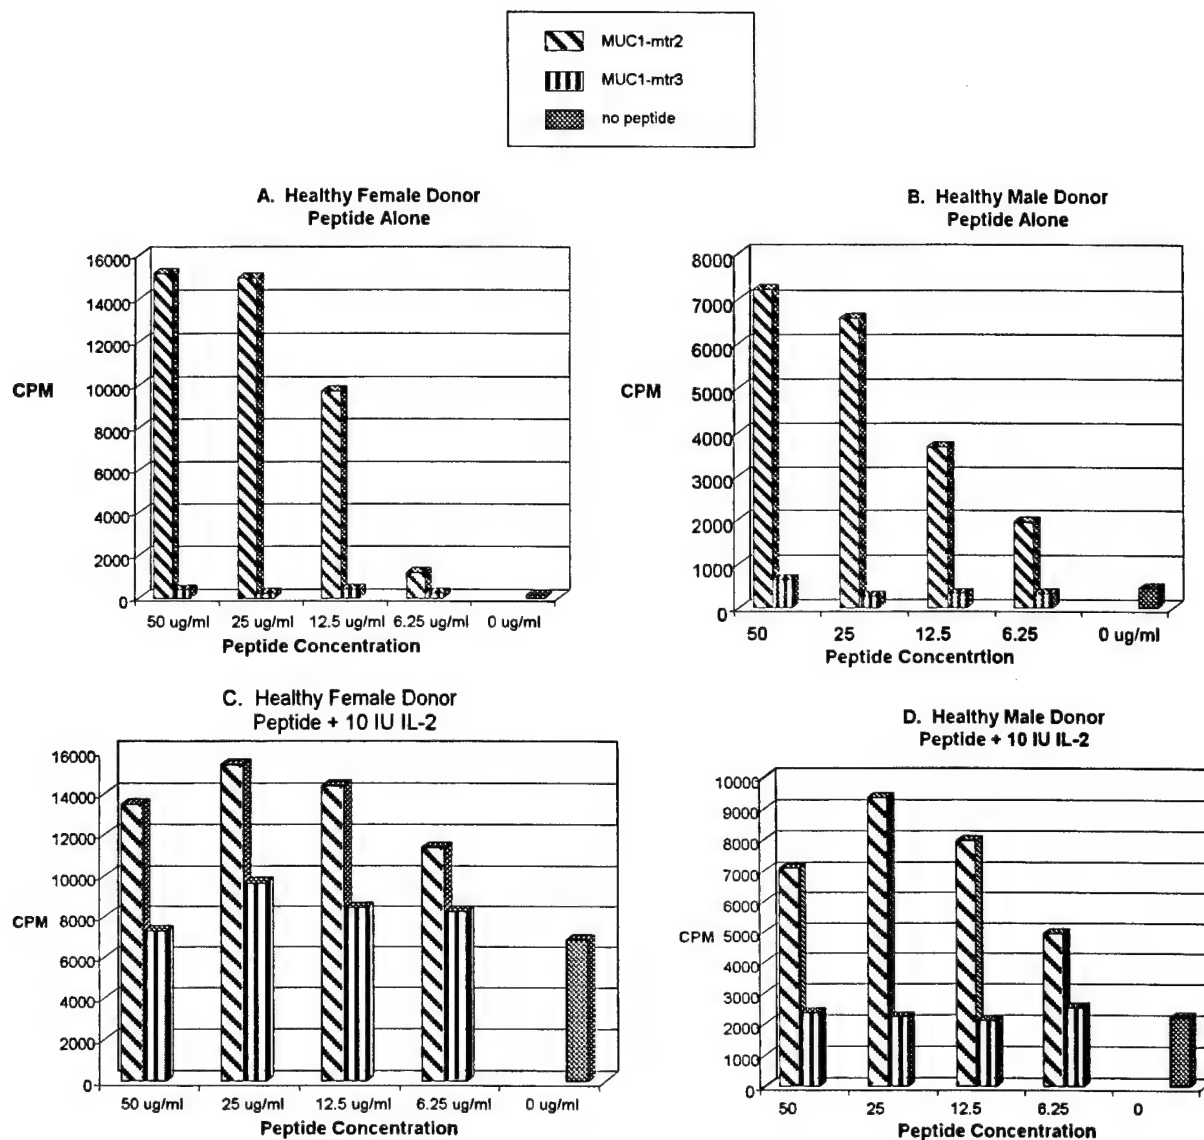 MUC1-mtr2
MUC1-mtr3
no peptide
A. Healthy Female Donor
Peptide Alone
16000
14000
12000
10000
8000
6000
4000
2000
0
CPM
50 ug/ml 25 ug/ml 12.5 ug/ml 6.25 ug/ml 0 ug/ml
Peptide Concentration
B. Healthy Male Donor
Peptide Alone
8000
7000
6000
5000
4000
3000
2000
1000
0
CPM
50 25 12.5 6.25 0 ug/ml
Peptide Concentrtion
C. Healthy Female Donor
Peptide + 10 IU IL-2
16000
14000
12000
10000
8000
6000
4000
2000
0
CPM
50 ug/ml 25 ug/ml 12.5 ug/ml 6.25 ug/ml 0 ug/ml
Peptide Concentration
D. Healthy Male Donor
Peptide + 10 IU IL-2
10000
9000
8000
7000
6000
5000
4000
3000
2000
1000
0
CPM
50 25 12.5 6.25 0
Peptide Concentration